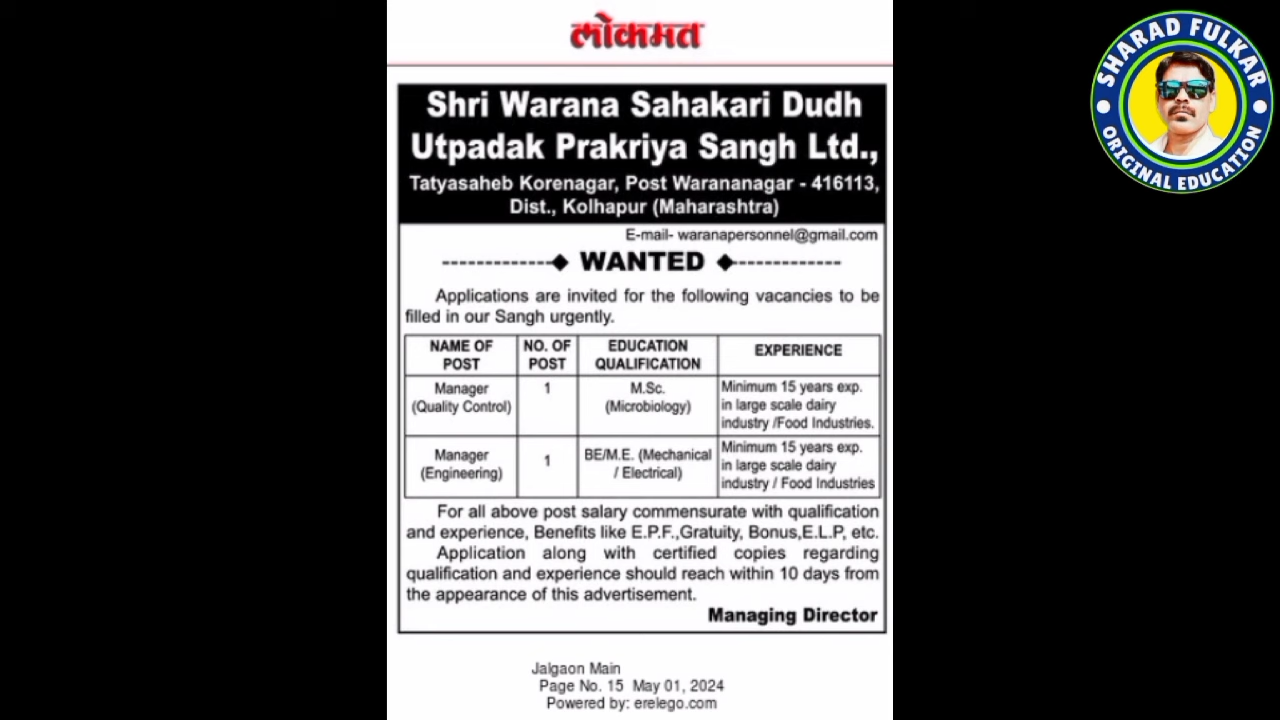 लोकमत
SHARAD FULKAR
ORIGINAL EDUCATION
Shri Warana Sahakari Dudh
Utpadak Prakriya Sangh Ltd.,
Tatyasaheb Korenagar, Post Warananagar - 416113,
Dist., Kolhapur (Maharashtra)
E-mail- waranapersonnel@gmail.com
WANTED
Applications are invited for the following vacancies to be
filled in our Sangh urgently.
NAME OF POST NO. OF POST EDUCATION QUALIFICATION EXPERIENCE
Manager (Quality Control) 1 M.Sc. (Microbiology) Minimum 15 years exp. in large scale dairy industry /Food Industries.
Manager (Engineering) 1 BE/M.E. (Mechanical / Electrical) Minimum 15 years exp. in large scale dairy industry / Food Industries
For all above post salary commensurate with qualification
and experience, Benefits like E.P.F.,Gratuity, Bonus,E.L.P, etc.
Application along with certified copies regarding
qualification and experience should reach within 10 days from
the appearance of this advertisement.
Managing Director
Jalgaon Main
Page No. 15 May 01, 2024
Powered by: erelego.com